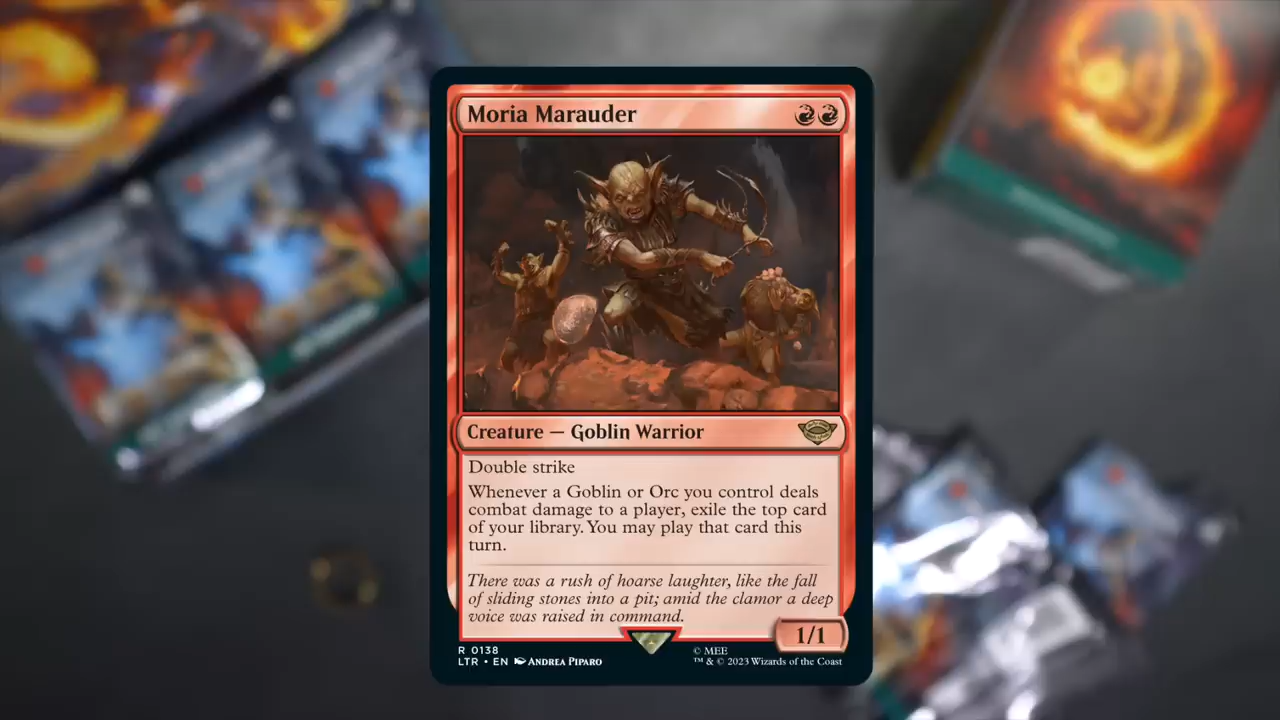 Moria Marauder
Creature — Goblin Warrior
Double strike
Whenever a Goblin or Orc you control deals
combat damage to a player, exile the top card
of your library. You may play that card this
turn.
There was a rush of hoarse laughter, like the fall
of sliding stones into a pit; amid the clamor a deep
voice was raised in command.
1/1
R 0138
LTR • EN Andrea Piparo
© MEE
™ & © 2023 Wizards of the Coast